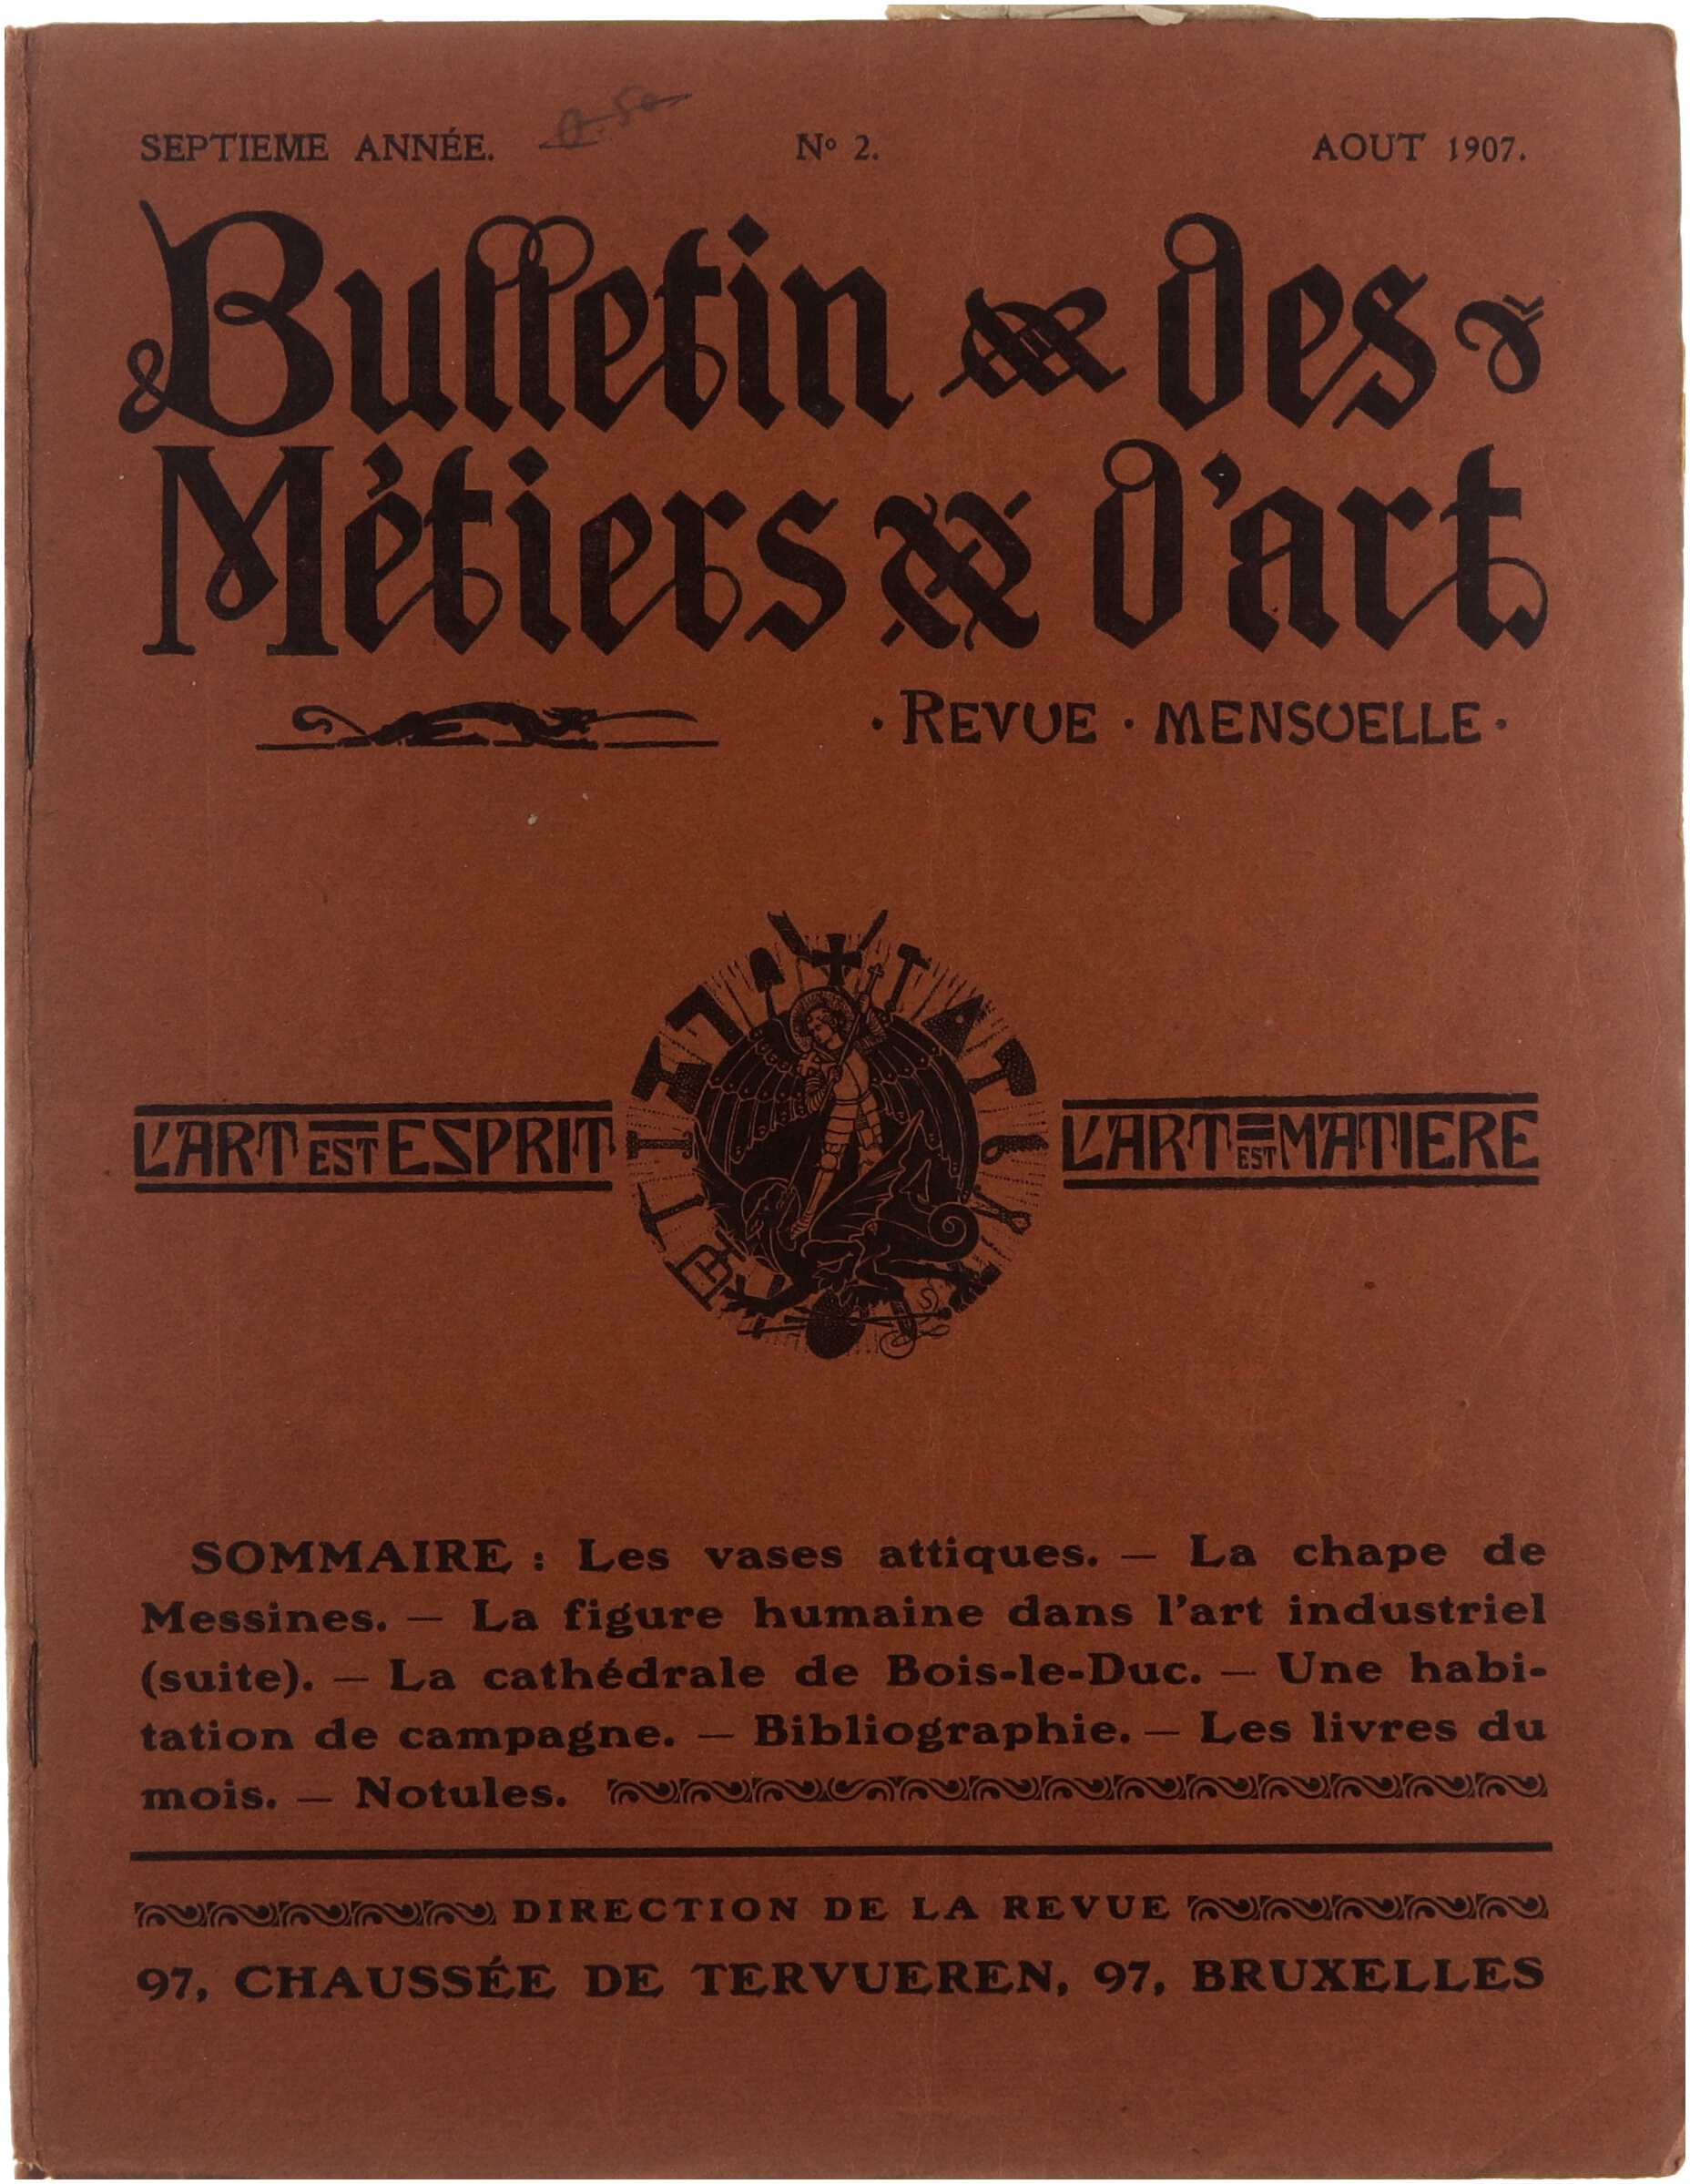 SEPTIEME ANNÉE. Nº 2. AOUT 1907.
Bulletin des
Métiers d'art
· REVUE · MENSUELLE ·
L'ART EST ESPRIT L'ART EST MATIERE
SOMMAIRE : Les vases attiques. — La chape de
Messines. — La figure humaine dans l'art industriel
(suite). — La cathédrale de Bois-le-Duc. — Une habi-
tation de campagne. — Bibliographie. — Les livres du
mois. — Notules.
DIRECTION DE LA REVUE
97, CHAUSSÉE DE TERVUEREN, 97, BRUXELLES